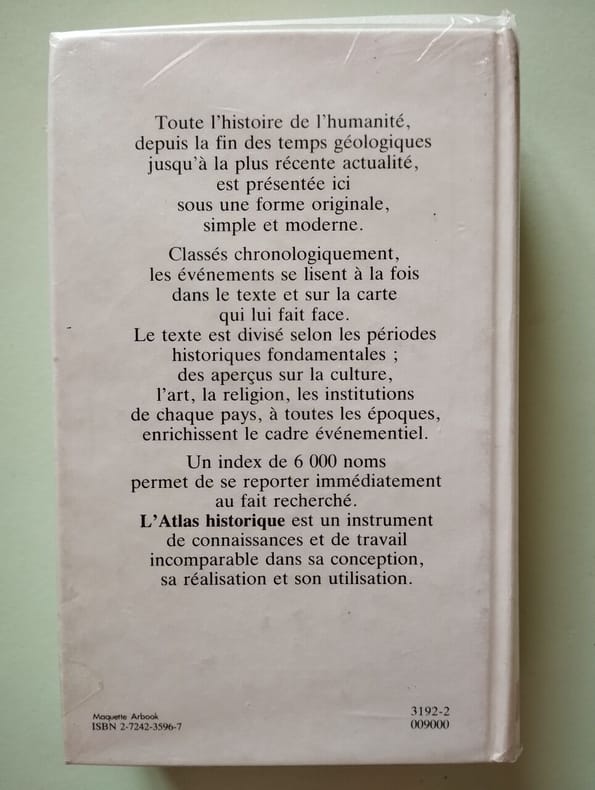 Toute l'histoire de l'humanité,
depuis la fin des temps géologiques
jusqu'à la plus récente actualité,
est présentée ici
sous une forme originale,
simple et moderne.
Classés chronologiquement,
les événements se lisent à la fois
dans le texte et sur la carte
qui lui fait face.
Le texte est divisé selon les périodes
historiques fondamentales ;
des aperçus sur la culture,
l'art, la religion, les institutions
de chaque pays, à toutes les époques,
enrichissent le cadre événementiel.
Un index de 6 000 noms
permet de se reporter immédiatement
au fait recherché.
L'Atlas historique est un instrument
de connaissances et de travail
incomparable dans sa conception,
sa réalisation et son utilisation.
Maquette Arbook
ISBN 2-7242-3596-7
3192-2
009000